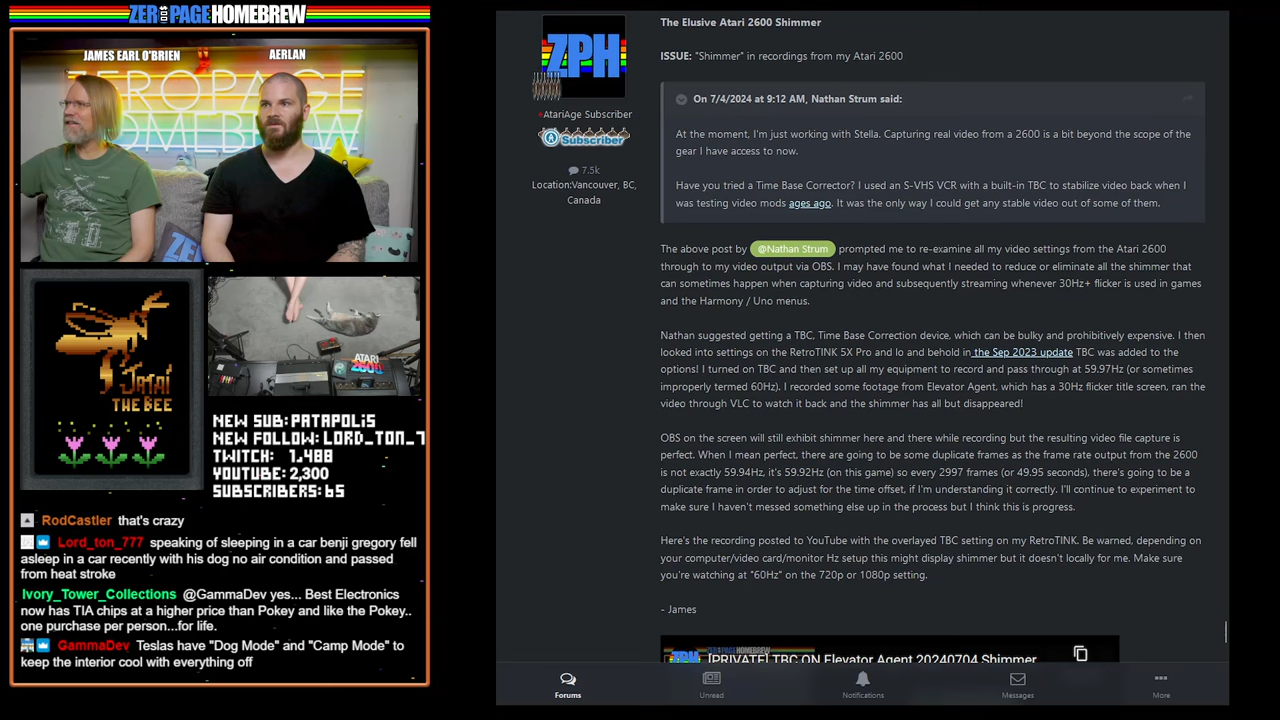 ZEROPAGE HOMEBREW
JAMES EARL O'BRIEN
AERLAN
ZEROPAGE
HOMEBREW
JATAI
THE BEE
ATARI
2600
NEW SUB: PATAPOLIS
NEW FOLLOW: LORD_TON_7
TWITCH: 1,488
YOUTUBE: 2,300
SUBSCRIBERS: 65
RodCastler that's crazy
Lord_ton_777 speaking of sleeping in a car benji gregory fell
asleep in a car recently with his dog no air condition and passed
from heat stroke
Ivory_Tower_Collections @GammaDev yes... Best Electronics
now has TIA chips at a higher price than Pokey and like the Pokey..
one purchase per person...for life.
GammaDev Teslas have "Dog Mode" and "Camp Mode" to
keep the interior cool with everything off
ZPH
AtariAge Subscriber
Subscriber
7.5k
Location:Vancouver, BC,
Canada
The Elusive Atari 2600 Shimmer
ISSUE: "Shimmer" in recordings from my Atari 2600
On 7/4/2024 at 9:12 AM, Nathan Strum said:
At the moment, I'm just working with Stella. Capturing real video from a 2600 is a bit beyond the scope of the
gear I have access to now.
Have you tried a Time Base Corrector? I used an S-VHS VCR with a built-in TBC to stabilize video back when I
was testing video mods ages ago. It was the only way I could get any stable video out of some of them.
The above post by @Nathan Strum prompted me to re-examine all my video settings from the Atari 2600
through to my video output via OBS. I may have found what I needed to reduce or eliminate all the shimmer that
can sometimes happen when capturing video and subsequently streaming whenever 30Hz+ flicker is used in games
and the Harmony / Uno menus.
Nathan suggested getting a TBC, Time Base Correction device, which can be bulky and prohibitively expensive. I then
looked into settings on the RetroTINK 5X Pro and lo and behold in the Sep 2023 update TBC was added to the
options! I turned on TBC and then set up all my equipment to record and pass through at 59.97Hz (or sometimes
improperly termed 60Hz). I recorded some footage from Elevator Agent, which has a 30Hz flicker title screen, ran the
video through VLC to watch it back and the shimmer has all but disappeared!
OBS on the screen will still exhibit shimmer here and there while recording but the resulting video file capture is
perfect. When I mean perfect, there are going to be some duplicate frames as the frame rate output from the 2600
is not exactly 59.94Hz, it's 59.92Hz (on this game) so every 2997 frames (or 49.95 seconds), there's going to be a
duplicate frame in order to adjust for the time offset, if I'm understanding it correctly. I'll continue to experiment to
make sure I haven't messed something else up in the process but I think this is progress.
Here's the recording posted to YouTube with the overlayed TBC setting on my RetroTINK. Be warned, depending on
your computer/video card/monitor Hz setup this might display shimmer but it doesn't locally for me. Make sure
you're watching at "60Hz" on the 720p or 1080p setting.
- James
[PRIVATE] TBC ON Elevator Agent 20240704 Shimmer
Forums
Unread
Notifications
Messages
More